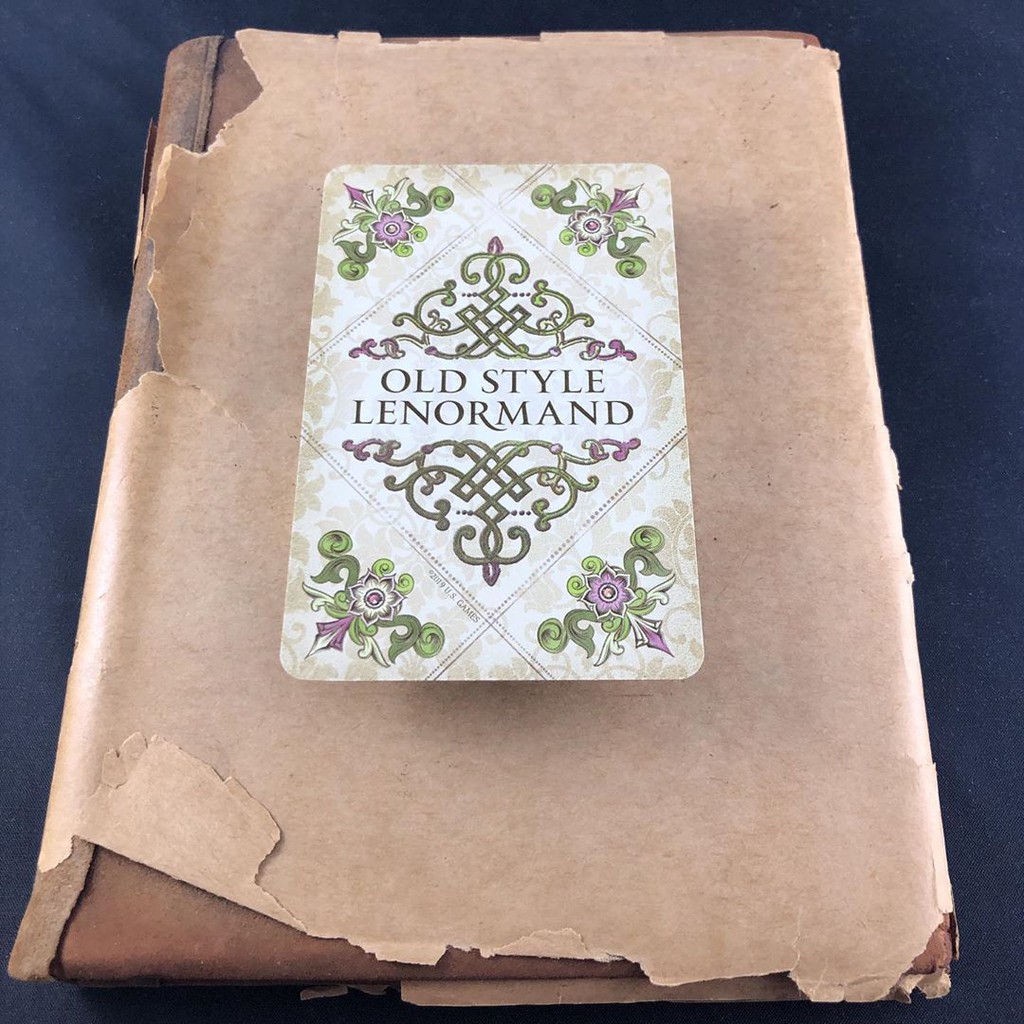 OLD STYLE
LENORMAND
©2019 U.S. GAMES